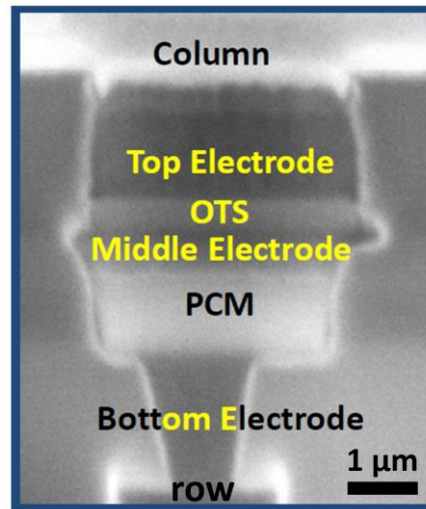 Column
Top Electrode
OTS
Middle Electrode
PCM
Bottom Electrode
1 μm
row